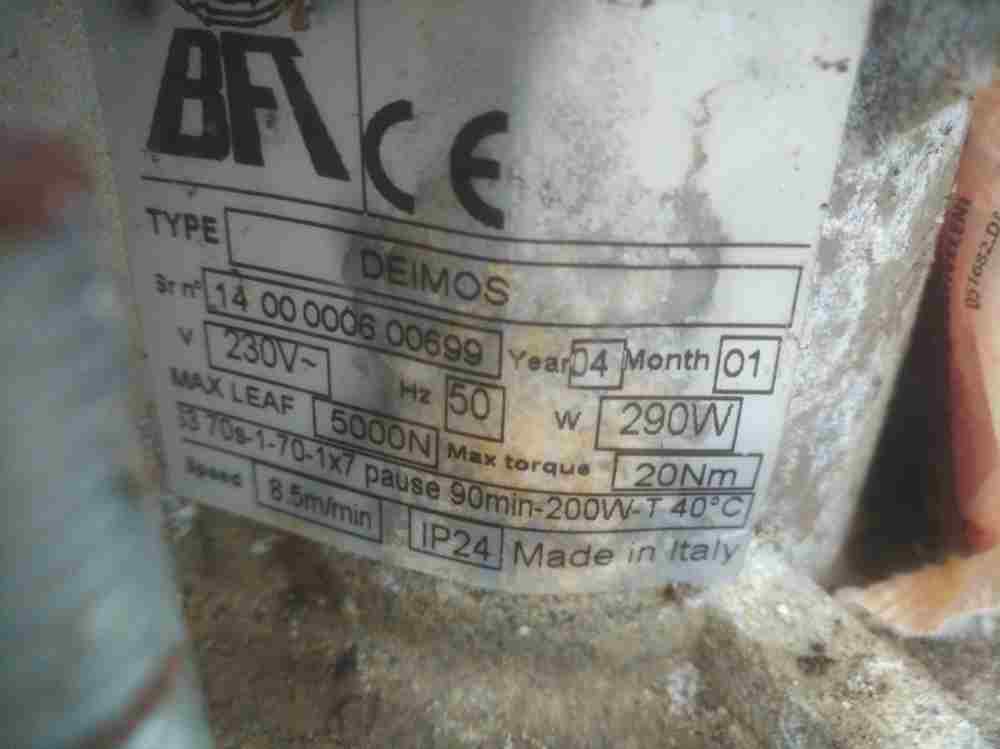 BFT CE
TYPE DEIMOS
Sr n° 14 00 0006 00699 Year 04 Month 01
V 230V~ Hz 50 W 290W
MAX LEAF 5000N Max torque 20Nm
S3 70s-1-70-1x7 pause 90min-200W-T 40°C
Speed 8.5m/min IP24 Made in Italy